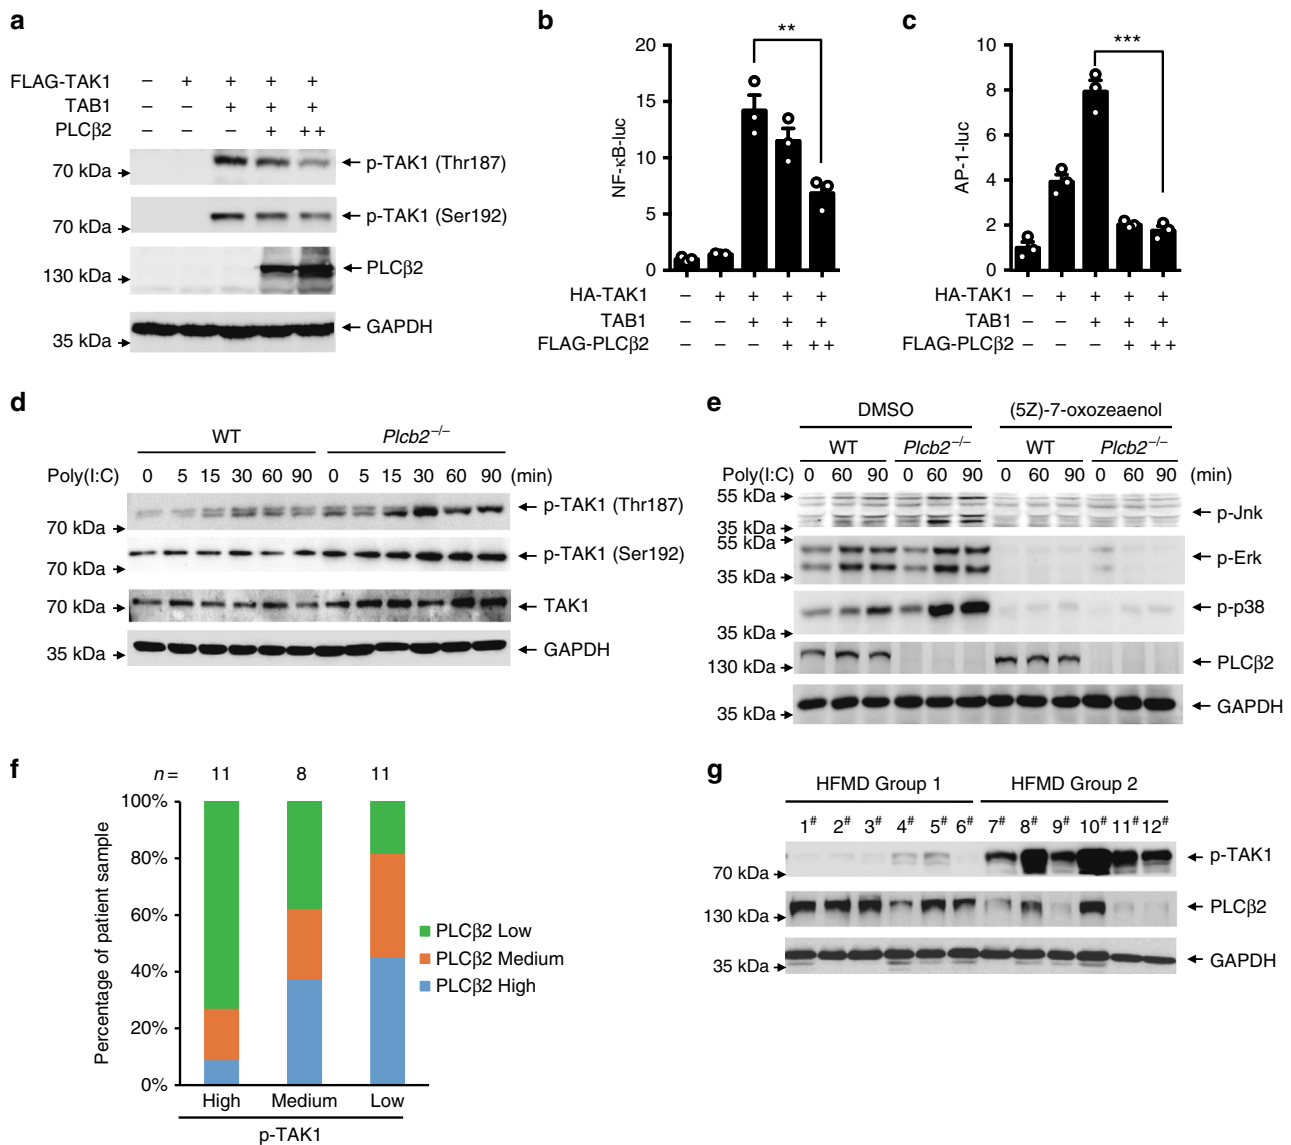 a
FLAG-TAK1 − + + + +
TAB1 − − + + +
PLCβ2 − − − + ++
70 kDa p-TAK1 (Thr187)
70 kDa p-TAK1 (Ser192)
130 kDa PLCβ2
35 kDa GAPDH
b
**
NF-κB-luc
20
15
10
5
0
HA-TAK1 − + + + +
TAB1 − − + + +
FLAG-PLCβ2 − − − + ++
c
***
AP-1-luc
10
8
6
4
2
0
HA-TAK1 − + + + +
TAB1 − − + + +
FLAG-PLCβ2 − − − + ++
d
WT Plcb2−/−
Poly(I:C) 0 5 15 30 60 90 0 5 15 30 60 90 (min)
70 kDa p-TAK1 (Thr187)
70 kDa p-TAK1 (Ser192)
70 kDa TAK1
35 kDa GAPDH
e
DMSO (5Z)-7-oxozeaenol
WT Plcb2−/− WT Plcb2−/−
Poly(I:C) 0 60 90 0 60 90 0 60 90 0 60 90 (min)
55 kDa
p-Jnk
35 kDa
55 kDa
p-Erk
35 kDa
p-p38
35 kDa
130 kDa PLCβ2
35 kDa GAPDH
f
n = 11 8 11
Percentage of patient sample
100%
80%
60%
40%
20%
0%
PLCβ2 Low
PLCβ2 Medium
PLCβ2 High
High Medium Low
p-TAK1
g
HFMD Group 1 HFMD Group 2
1# 2# 3# 4# 5# 6# 7# 8# 9# 10# 11# 12#
70 kDa p-TAK1
130 kDa PLCβ2
35 kDa GAPDH